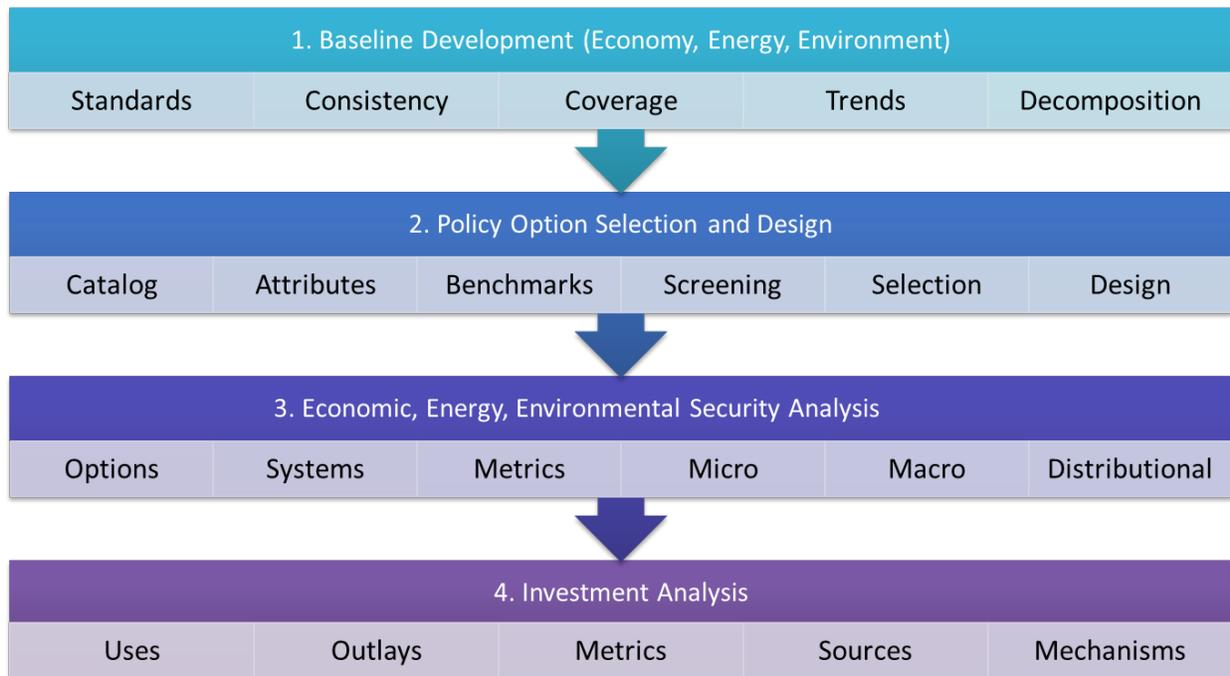 1. Baseline Development (Economy, Energy, Environment)
Standards Consistency Coverage Trends Decomposition
2. Policy Option Selection and Design
Catalog Attributes Benchmarks Screening Selection Design
3. Economic, Energy, Environmental Security Analysis
Options Systems Metrics Micro Macro Distributional
4. Investment Analysis
Uses Outlays Metrics Sources Mechanisms